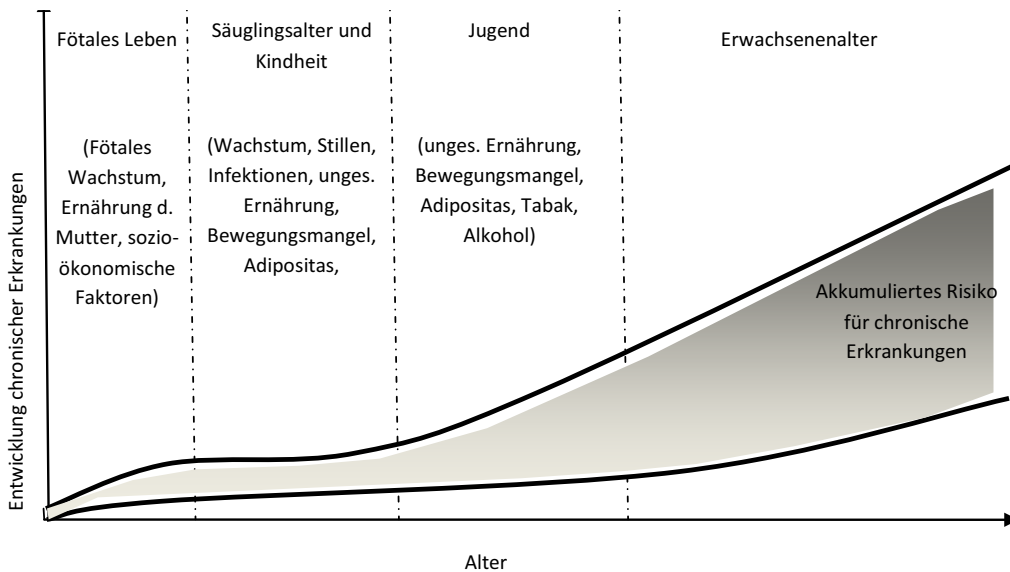 Fötales Leben
Säuglingsalter und
Kindheit
Jugend
Erwachsenenalter
(Fötales
Wachstum,
Ernährung d.
Mutter, sozio-
ökonomische
Faktoren)
(Wachstum, Stillen,
Infektionen, unges.
Ernährung,
Bewegungsmangel,
Adipositas,
(unges. Ernährung,
Bewegungsmangel,
Adipositas, Tabak,
Alkohol)
Akkumuliertes Risiko
für chronische
Erkrankungen
Entwicklung chronischer Erkrankungen
Alter